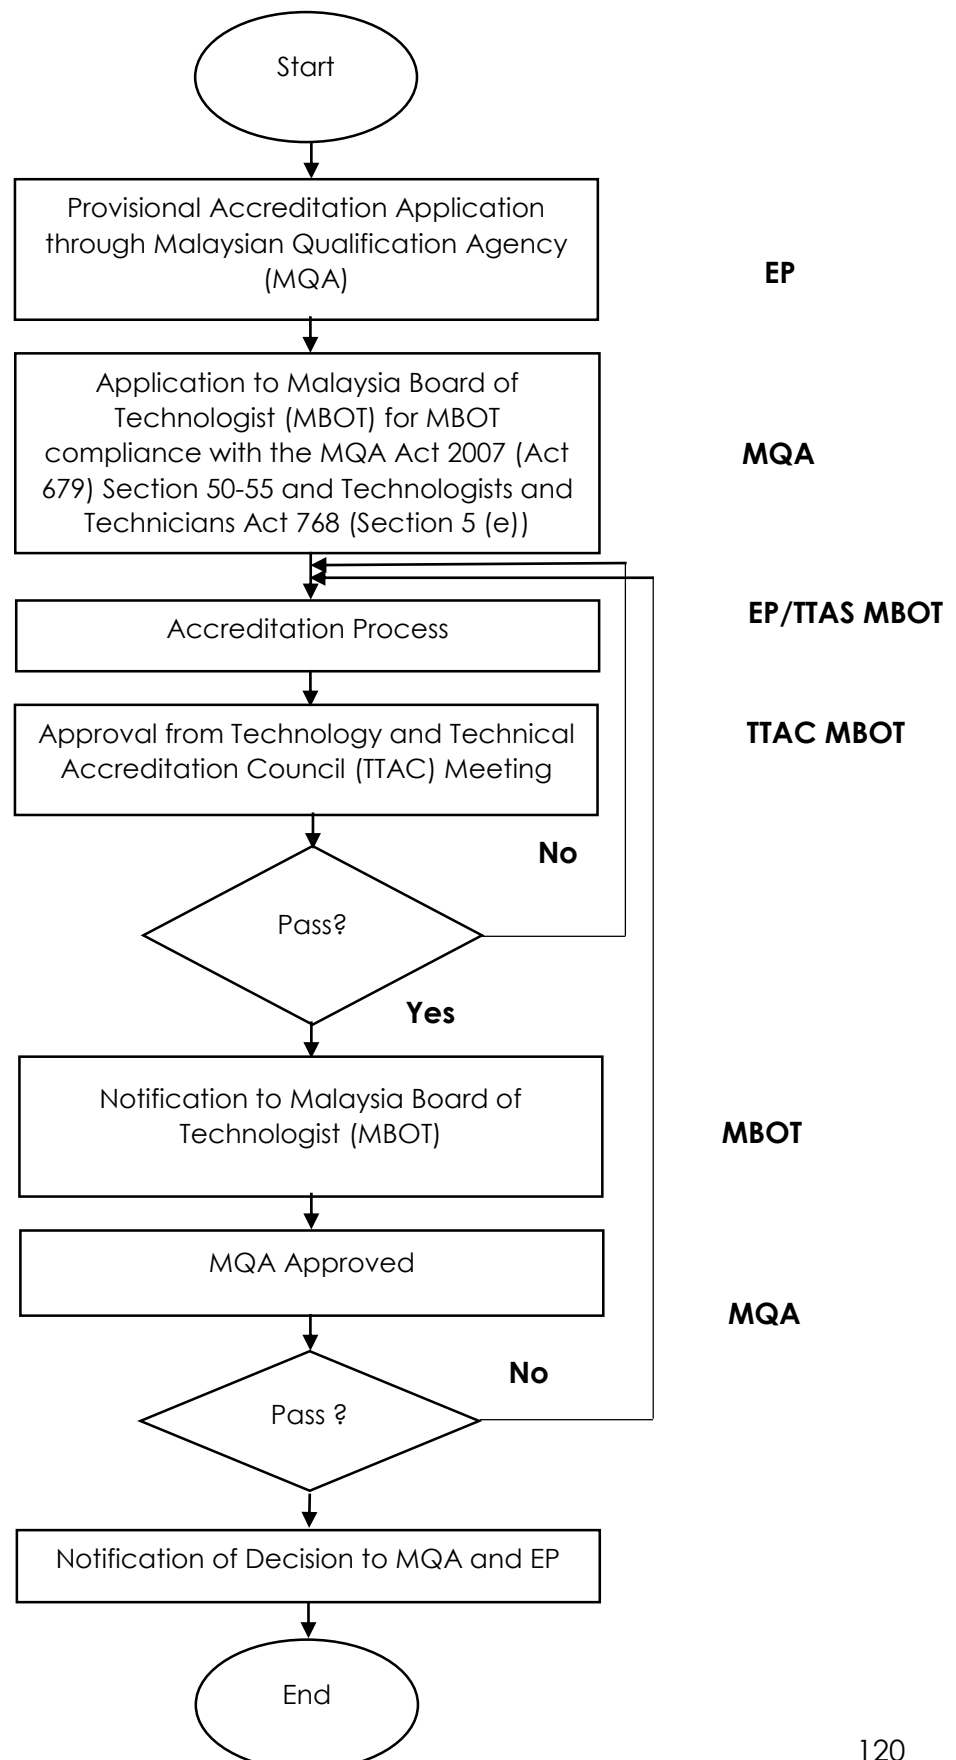 Start
Provisional Accreditation Application
through Malaysian Qualification Agency
(MQA)
EP
Application to Malaysia Board of
Technologist (MBOT) for MBOT
compliance with the MQA Act 2007 (Act
679) Section 50-55 and Technologists and
Technicians Act 768 (Section 5 (e))
MQA
Accreditation Process
EP/TTAS MBOT
Approval from Technology and Technical
Accreditation Council (TTAC) Meeting
TTAC MBOT
No
Pass?
Yes
Notification to Malaysia Board of
Technologist (MBOT)
MBOT
MQA Approved
MQA
No
Pass ?
Notification of Decision to MQA and EP
End
120